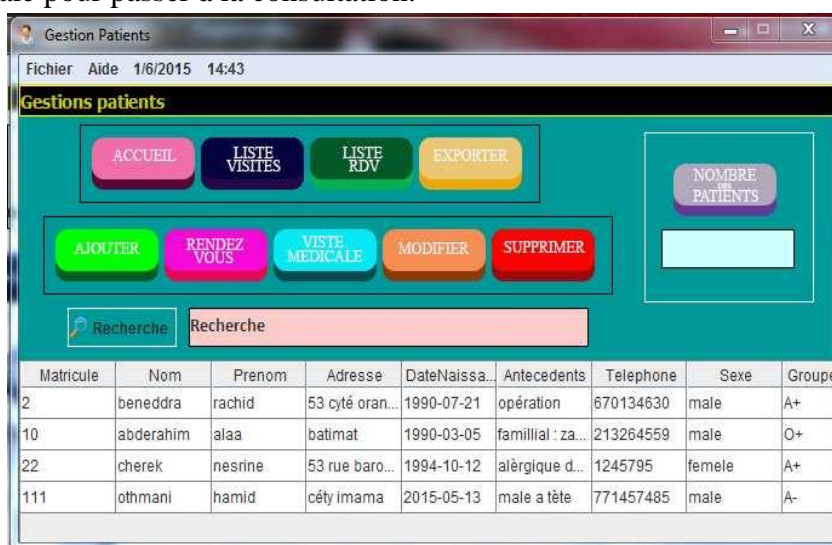 pour passer à la consultation.
Gestion Patients
Fichier Aide 1/6/2015 14:43
Gestions patients
ACCUEIL
LISTE
VISITES
LISTE
RDV
EXPORTER
NOMBRE
DES
PATIENTS
AJOUTER
RENDEZ
VOUS
VISTE
MEDICALE
MODIFIER
SUPPRIMER
Recherche Recherche
Matricule Nom Prenom Adresse DateNaissa... Antecedents Telephone Sexe Groupe
2 beneddra rachid 53 cyté oran... 1990-07-21 opération 670134630 male A+
10 abderahim alaa batimat 1990-03-05 famillial : za... 213264559 male O+
22 cherek nesrine 53 rue baro... 1994-10-12 alèrgique d... 1245795 femele A+
111 othmani hamid céty imama 2015-05-13 male a tète 771457485 male A-